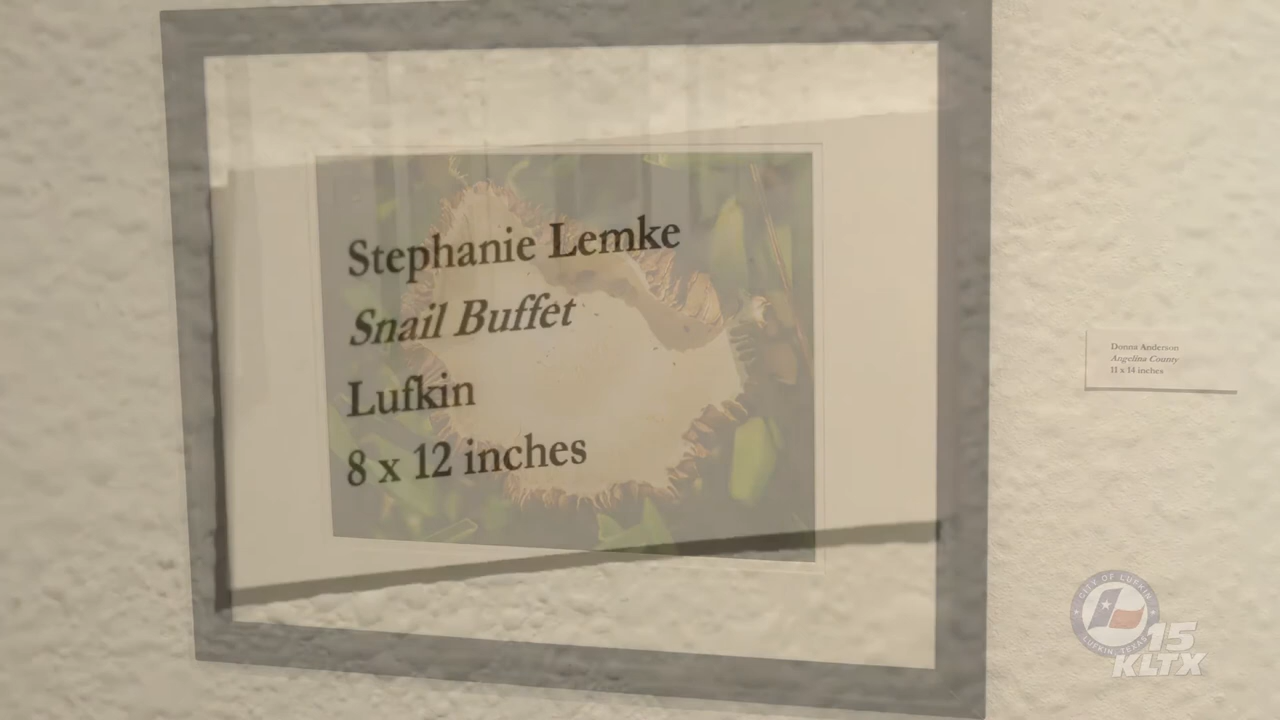 Stephanie Lemke
Snail Buffet
Lufkin
8 x 12 inches
Donna Anderson
Angelina County
11 x 14 inches
CITY OF LUFKIN
LUFKIN, TEXAS
15
KLTX